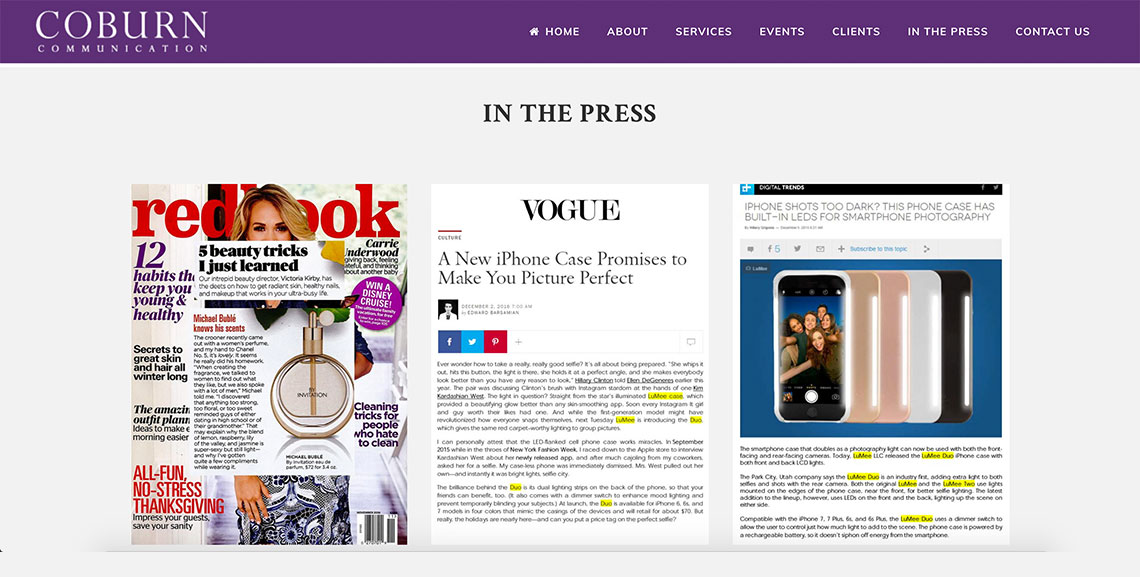 COBURN
COMMUNICATION
HOME
ABOUT
SERVICES
EVENTS
CLIENTS
IN THE PRESS
CONTACT US
IN THE PRESS
redbook
12
habits
keep you
young &
healthy
Secrets to
great skin
and hair all
winter long
The amazing
outfit plann
Ideas to make
morning easier
ALL-FUN,
NO-STRESS
THANKSGIVING
Impress your guests,
save your sanity
5 beauty tricks
I just learned
Our intrepid beauty director, Victoria Kirby, has
the deets on how to get radiant skin, healthy nails,
and makeup that works in your ultra-busy life.
Michael Bublé
knows his scents
The crooner recently came
out with a women's perfume,
and my hand to Chanel
No. 5, it's lovely. It seems
he really did his homework.
"When creating the
fragrance, we talked to
women to find out what
they like, but we also spoke
with a lot of men," Michael
told me. "I discovered
that anything too strong,
too floral, or too sweet
reminded guys of either
dating in high school or of
their grandmother." That
may explain why the blend
of lemon, raspberry, lily
of the valley, and jasmine is
super-sexy but still light—
and why I've gotten
quite a few compliments
while wearing it.
BY
INVITATION
MICHAEL BUBLÉ
By invitation eau de
parfum, $72 for 3.4 oz.
Carrie
Underwood
giving back, feeling
grateful, and thinking
about another baby
WIN A
DISNEY
CRUISE!
The ultimate family
vacation, for free
Cleaning
tricks for
people
who hate
to clean
VOGUE
CULTURE
A New iPhone Case Promises to
Make You Picture Perfect
DECEMBER 2, 2016 7:00 AM
by EDWARD BARSAMIAN
Ever wonder how to take a really, really good selfie? It's all about being prepared. "She whips it
out, hits this button, the light is there, she holds it at a perfect angle, and she makes everybody
look better than you have any reason to look," Hillary Clinton told Ellen DeGeneres earlier this
year. The pair was discussing Clinton's brush with Instagram stardom at the hands of one Kim
Kardashian West. The light in question? Straight from the star's illuminated LuMee case, which
provided a beautifying glow better than any skin-smoothing app. Soon every Instagram It girl
and guy worth their likes had one. And while the first-generation model might have
revolutionized how everyone snaps themselves, next Tuesday LuMee is introducing the Duo,
which gives the same red carpet-worthy lighting to group pictures.
I can personally attest that the LED-flanked cell phone case works miracles. In September
2015 while in the throes of New York Fashion Week, I raced down to the Apple store to interview
Kardashian West about her newly released app, and after much cajoling from my coworkers,
asked her for a selfie. My case-less phone was immediately dismissed. Mrs. West pulled out her
own—and instantly it was bright lights, selfie city.
The brilliance behind the Duo is its dual lighting strips on the back of the phone, so that your
friends can benefit, too. (It also comes with a dimmer switch to enhance mood lighting and
prevent temporarily blinding your subjects.) At launch, the Duo is available for iPhone 6, 6s, and
7 models in four colors that mimic the casings of the devices and will retail for about $70. But
really, the holidays are nearly here—and can you put a price tag on the perfect selfie?
DIGITAL TRENDS
IPHONE SHOTS TOO DARK? THIS PHONE CASE HAS
BUILT-IN LEDS FOR SMARTPHONE PHOTOGRAPHY
5
Subscribe to this topic
LuMee
The smartphone case that doubles as a photography light can now be used with both the front-
facing and rear-facing cameras. Today, LuMee LLC released the LuMee Duo iPhone case with
both front and back LCD lights.
The Park City, Utah company says the LuMee Duo is an industry first, adding extra light to both
selfies and shots with the rear camera. Both the original LuMee and the LuMee Two use lights
mounted on the edges of the phone case, near the front, for better selfie lighting. The latest
addition to the lineup, however, uses LEDs on the front and the back, lighting up the scene on
either side.
Compatible with the iPhone 7, 7 Plus, 6s, and 6s Plus, the LuMee Duo uses a dimmer switch to
allow the user to control just how much light to add to the scene. The phone case is powered by
a rechargeable battery, so it doesn't siphon off energy from the smartphone.